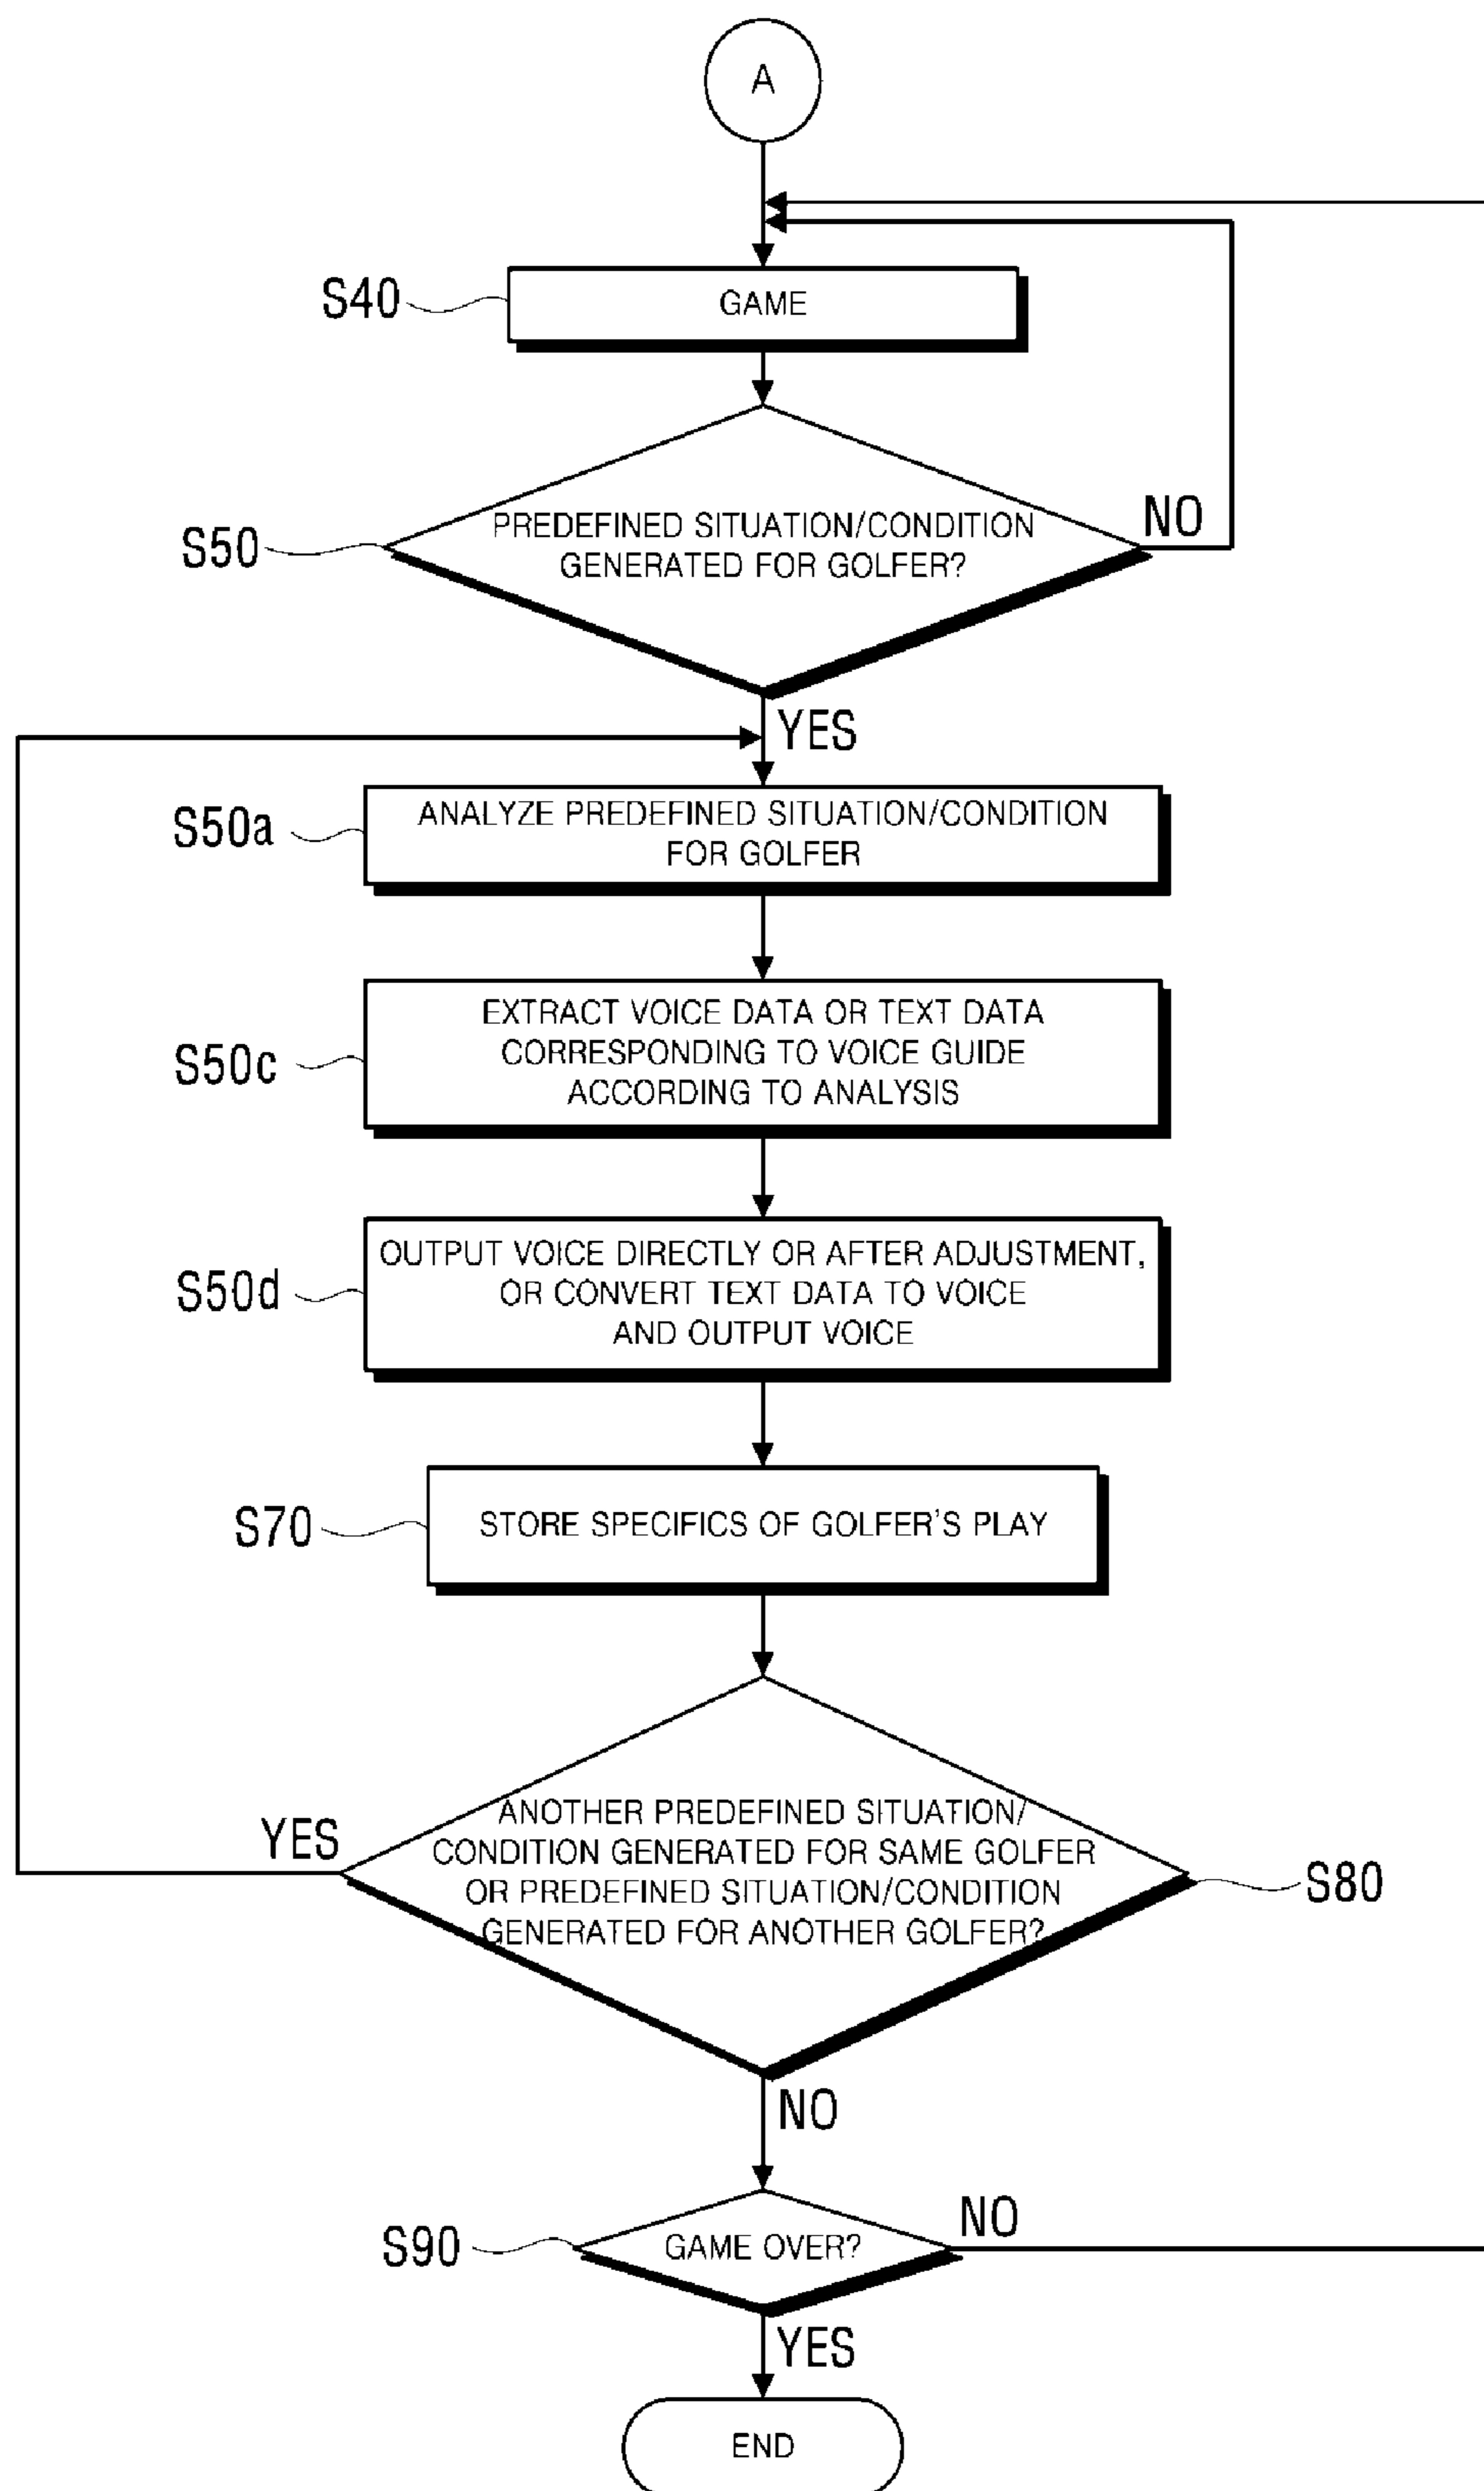 A
S40
GAME
S50
PREDEFINED SITUATION/CONDITION
GENERATED FOR GOLFER?
NO
YES
S50a
ANALYZE PREDEFINED SITUATION/CONDITION
FOR GOLFER
S50c
EXTRACT VOICE DATA OR TEXT DATA
CORRESPONDING TO VOICE GUIDE
ACCORDING TO ANALYSIS
S50d
OUTPUT VOICE DIRECTLY OR AFTER ADJUSTMENT,
OR CONVERT TEXT DATA TO VOICE
AND OUTPUT VOICE
S70
STORE SPECIFICS OF GOLFER'S PLAY
YES
ANOTHER PREDEFINED SITUATION/
CONDITION GENERATED FOR SAME GOLFER
OR PREDEFINED SITUATION/CONDITION
GENERATED FOR ANOTHER GOLFER?
S80
NO
S90
GAME OVER?
NO
YES
END